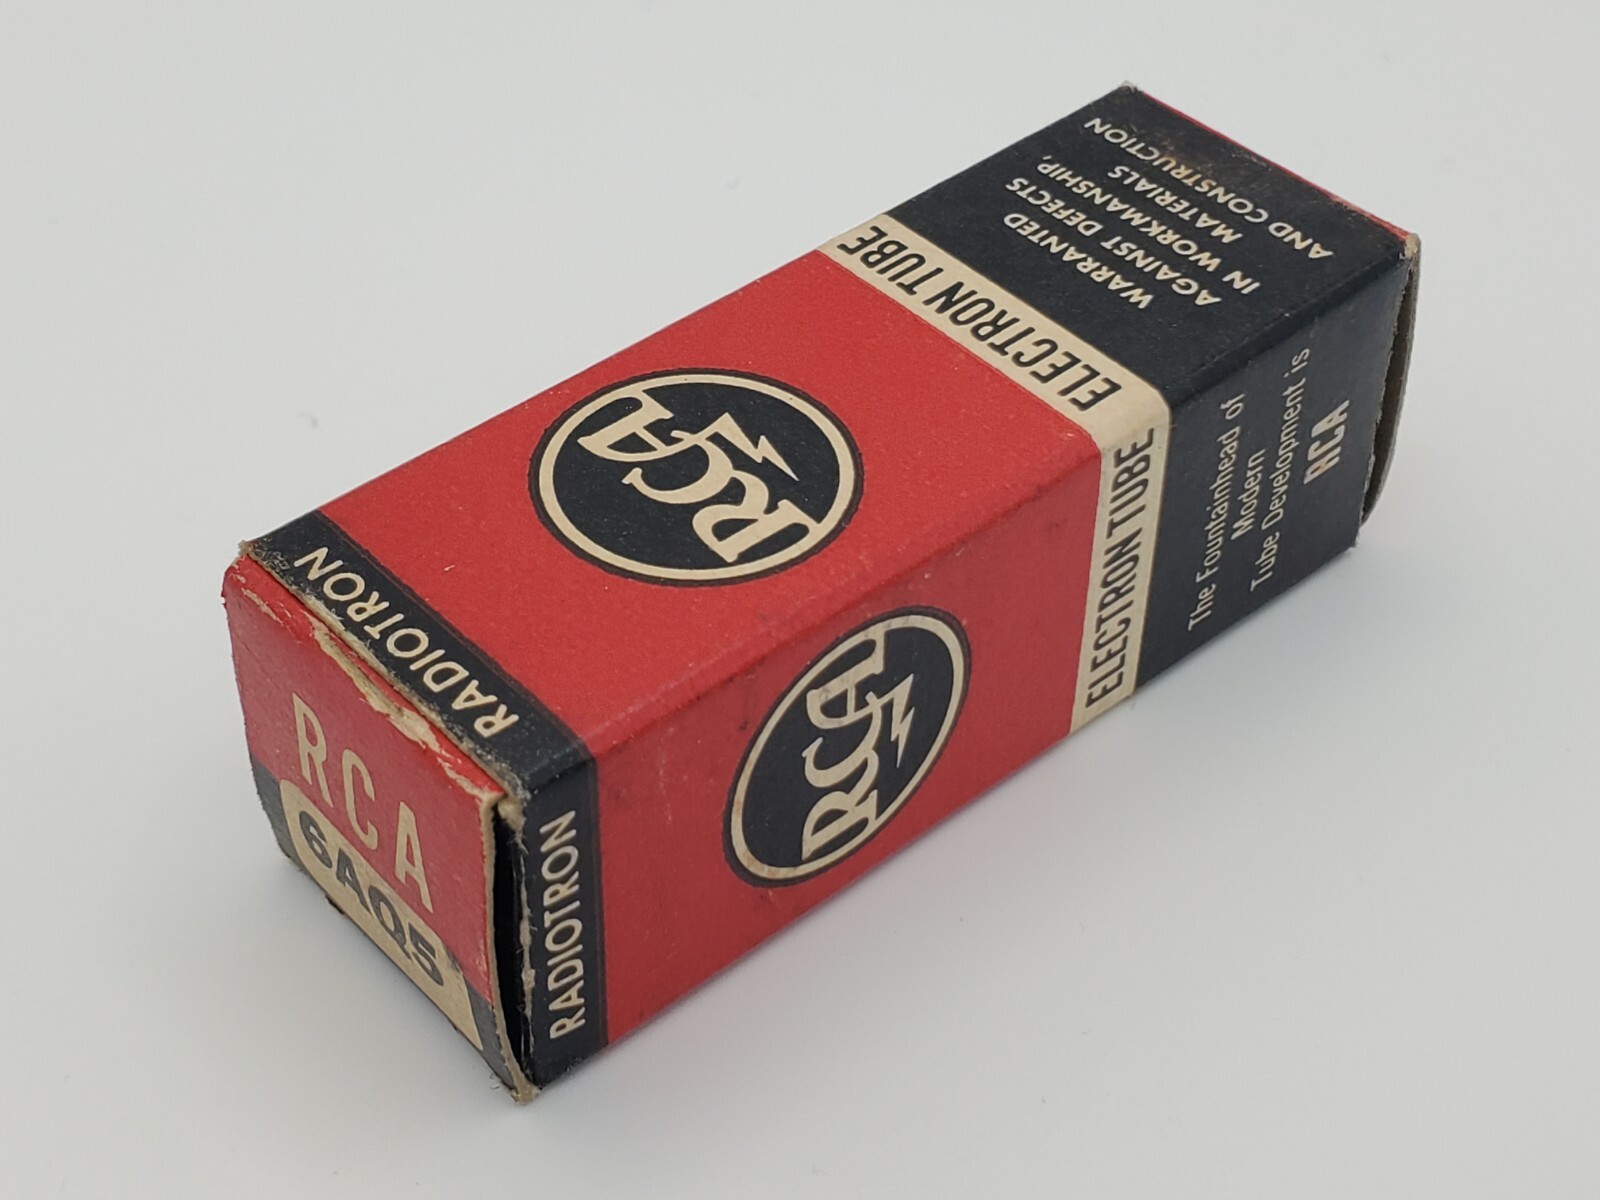 RCA
6AQ5
RADIOTRON
RCA
ELECTRON TUBE
WARRANTED
AGAINST DEFECTS
IN WORKMANSHIP,
MATERIALS
AND CONSTRUCTION
RADIOTRON
RCA
ELECTRON TUBE
The Fountainhead of
Modern
Tube Development is
RCA